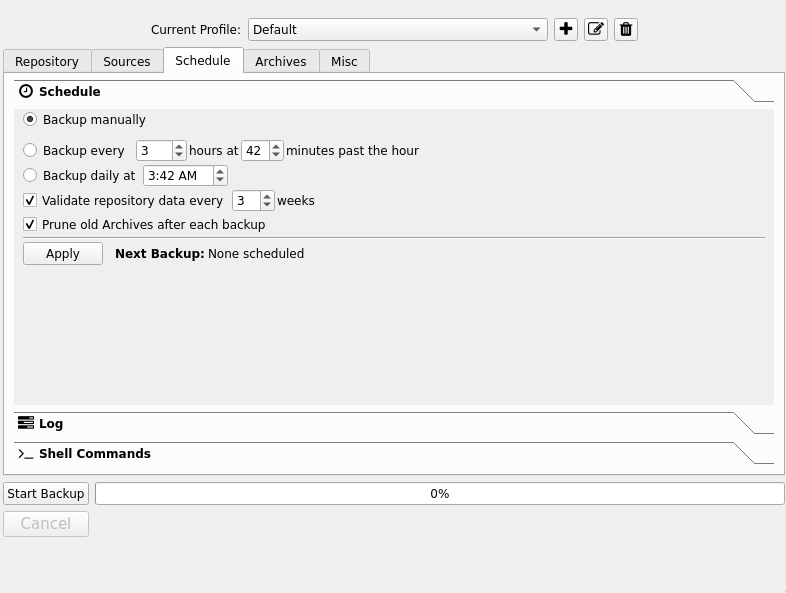 Current Profile: Default
Repository Sources Schedule Archives Misc
Schedule
Backup manually
Backup every 3 hours at 42 minutes past the hour
Backup daily at 3:42 AM
Validate repository data every 3 weeks
Prune old Archives after each backup
Apply Next Backup: None scheduled
Log
Shell Commands
Start Backup 0%
Cancel